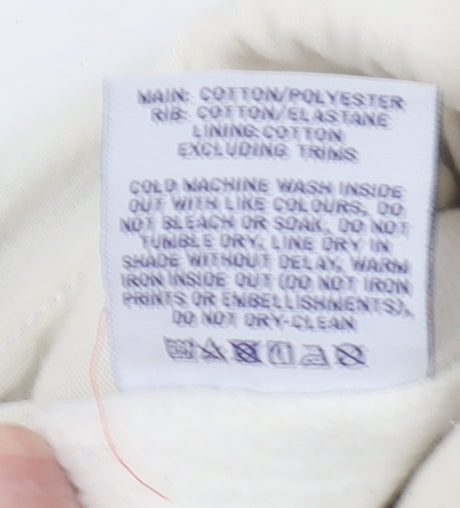 MAIN: COTTON/POLYESTER
RIB: COTTON/ELASTANE
LINING: COTTON
EXCLUDING TRIMS
COLD MACHINE WASH INSIDE
OUT WITH LIKE COLOURS, DO
NOT BLEACH OR SOAK, DO NOT
TUMBLE DRY, LINE DRY IN
SHADE WITHOUT DELAY, WARM
IRON INSIDE OUT (DO NOT IRON
PRINTS OR EMBELLISHMENTS),
DO NOT DRY-CLEAN